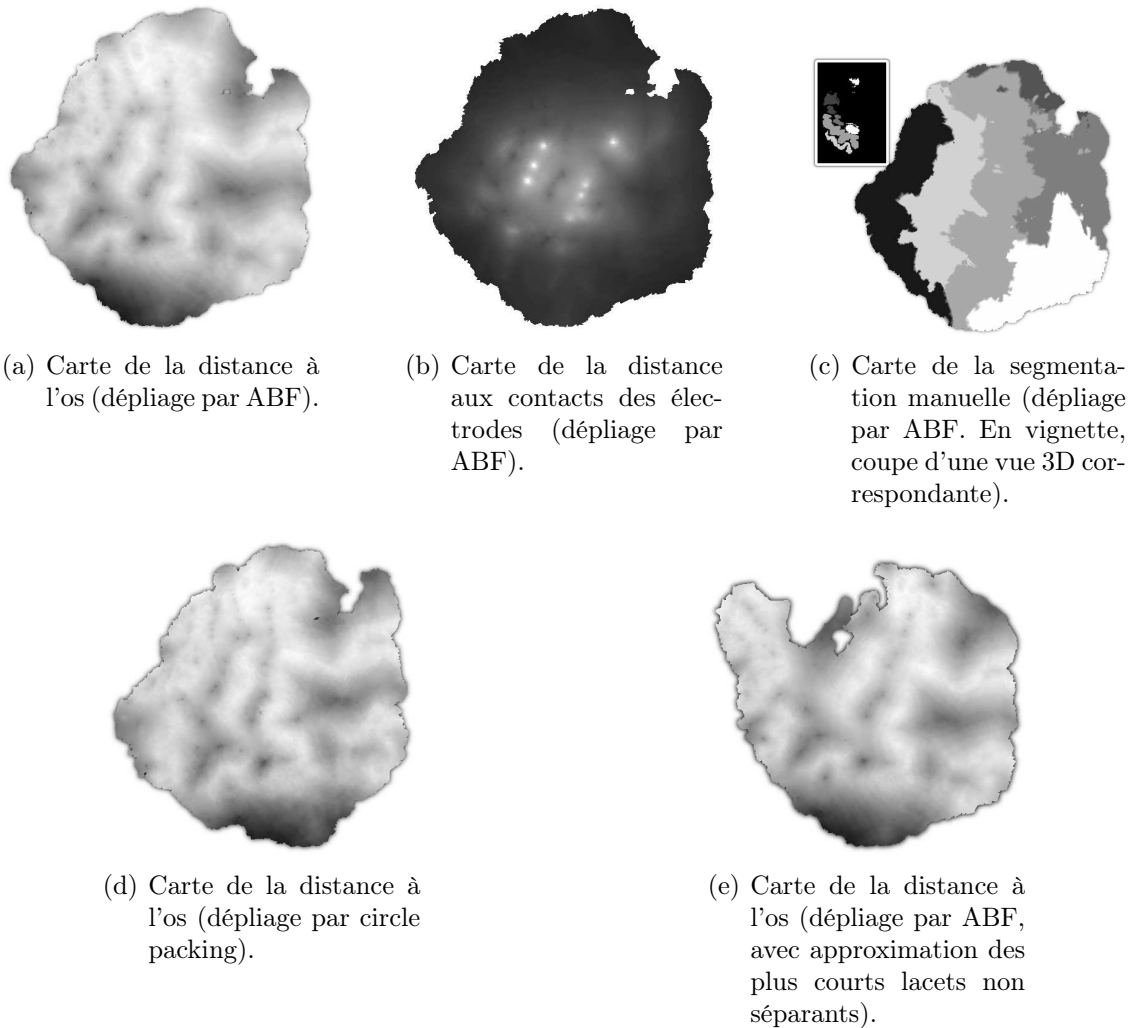 (a) Carte de la distance à
l'os (dépliage par ABF).
(b) Carte de la distance
aux contacts des élec-
trodes (dépliage par
ABF).
(c) Carte de la segmenta-
tion manuelle (dépliage
par ABF. En vignette,
coupe d'une vue 3D cor-
respondante).
(d) Carte de la distance à
l'os (dépliage par circle
packing).
(e) Carte de la distance à
l'os (dépliage par ABF,
avec approximation des
plus courts lacets non
séparants).